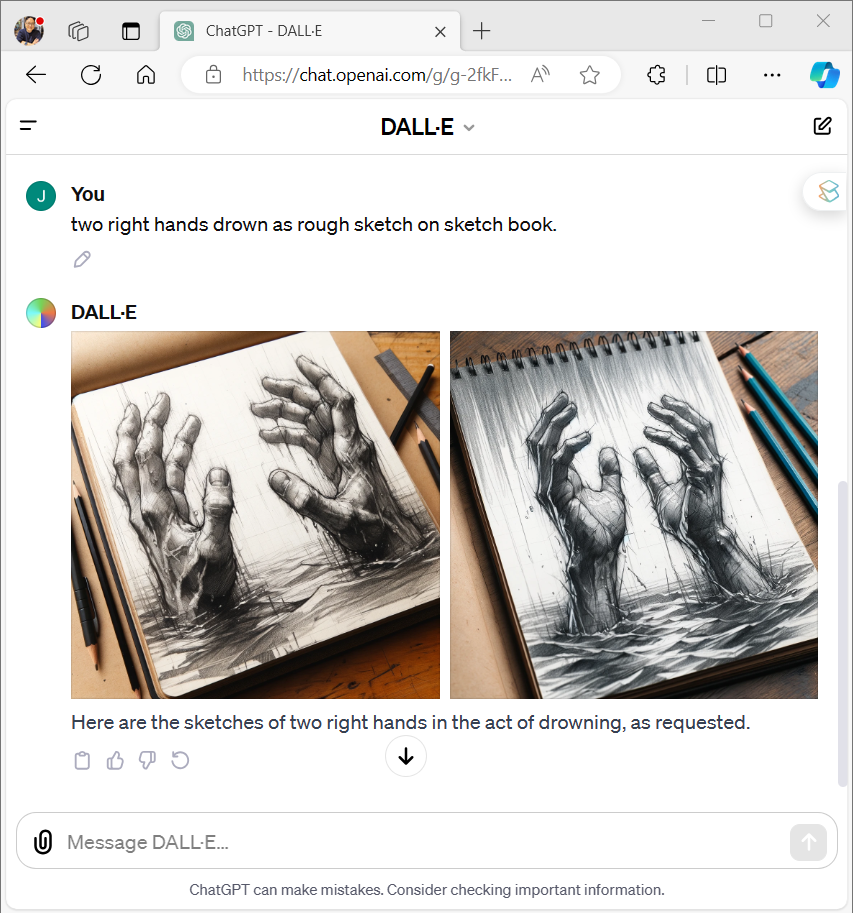 ChatGPT - DALL·E
https://chat.openai.com/g/g-2fkF...
DALL·E
J
You
two right hands drown as rough sketch on sketch book.
DALL·E
Here are the sketches of two right hands in the act of drowning, as requested.
Message DALL·E...
ChatGPT can make mistakes. Consider checking important information.